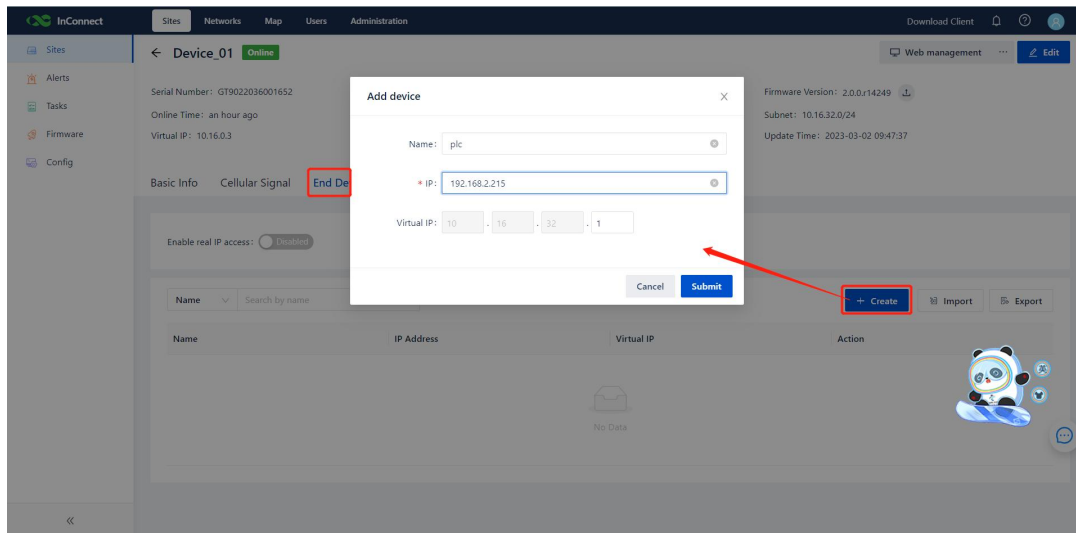 InConnect Sites Networks Map Users Administration Download Client
Sites
Alerts
Tasks
Firmware
Config
← Device_01 Online Web management ... Edit
Serial Number: GT9022036001652 Firmware Version: 2.0.0.r14249
Online Time: an hour ago Subnet: 10.16.32.0/24
Virtual IP: 10.16.0.3 Update Time: 2023-03-02 09:47:37
Basic Info Cellular Signal End De
Add device
Name: plc
* IP: 192.168.2.215
Virtual IP: 10 . 16 . 32 . 1
Cancel Submit
Enable real IP access: Disabled
Name Search by name + Create Import Export
Name IP Address Virtual IP Action
No Data